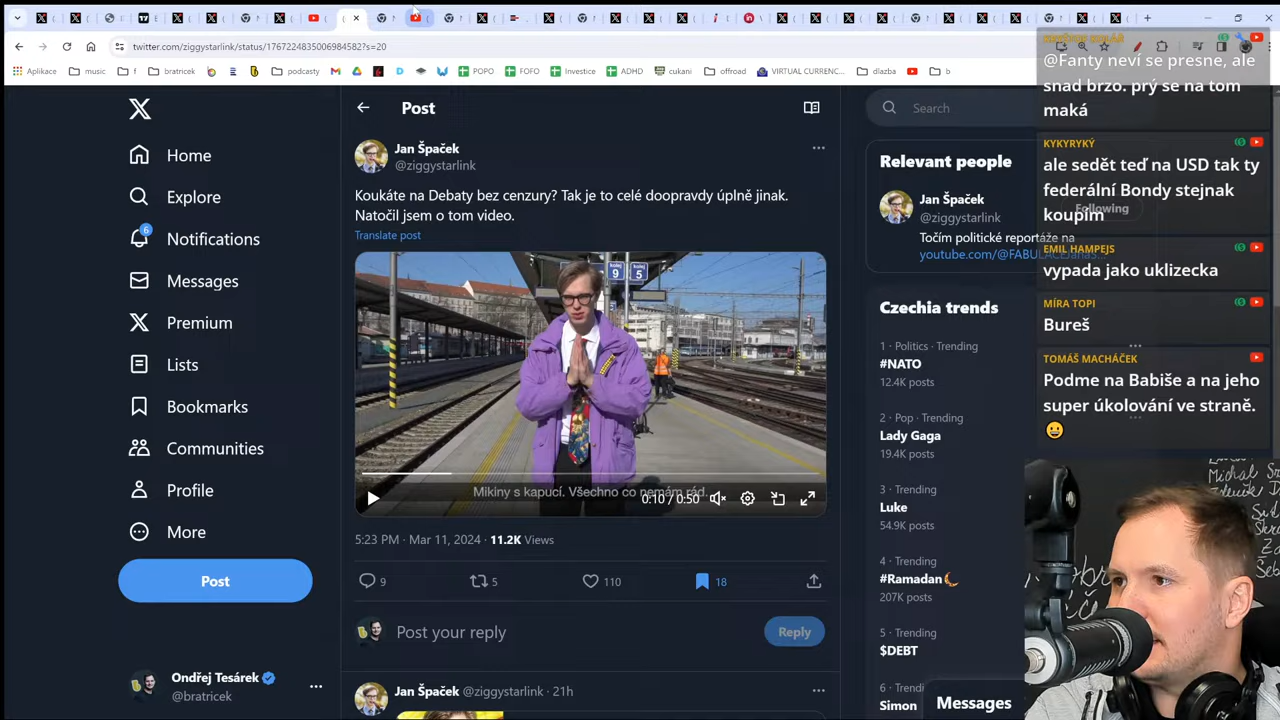 twitter.com/ziggystarlink/status/1767224835006984582?s=20
Aplikace
music
f
bratricek
podcasty
POPO
FOFO
Investice
ADHD
cukani
offroad
VIRTUAL CURRENC...
dlazba
b
Post
Search
Home
Explore
6
Notifications
Messages
Premium
Lists
Bookmarks
Communities
Profile
More
Post
Ondřej Tesárek
@bratricek
Jan Špaček
@ziggystarlink
Koukáte na Debaty bez cenzury? Tak je to celé doopravdy úplně jinak.
Natočil jsem o tom video.
Translate post
kolej 9
kolej 5
Mikiny s kapucí. Všechno co nemám rád.
0:10 / 0:50
5:23 PM · Mar 11, 2024 · 11.2K Views
9
5
110
18
Post your reply
Reply
Jan Špaček @ziggystarlink · 21h
Relevant people
Jan Špaček
@ziggystarlink
Following
Točím politické reportáže na
Czechia trends
1 · Politics · Trending
#NATO
12.4K posts
2 · Pop · Trending
Lady Gaga
19.4K posts
3 · Trending
Luke
54.9K posts
4 · Trending
#Ramadan
207K posts
5 · Trending
$DEBT
6 · Trendi
Simon
Messages
@Fanty neví se presne, ale
snad brzo. prý se na tom
maká
KYKYRYKÝ
ale sedět teď na USD tak ty
federální Bondy stejnak
koupím
EMIL HAMPEJS
vypada jako uklizecka
MÍRA TOPI
Bureš
TOMÁŠ MACHÁČEK
Podme na Babiše a na jeho
super úkolování ve straně.